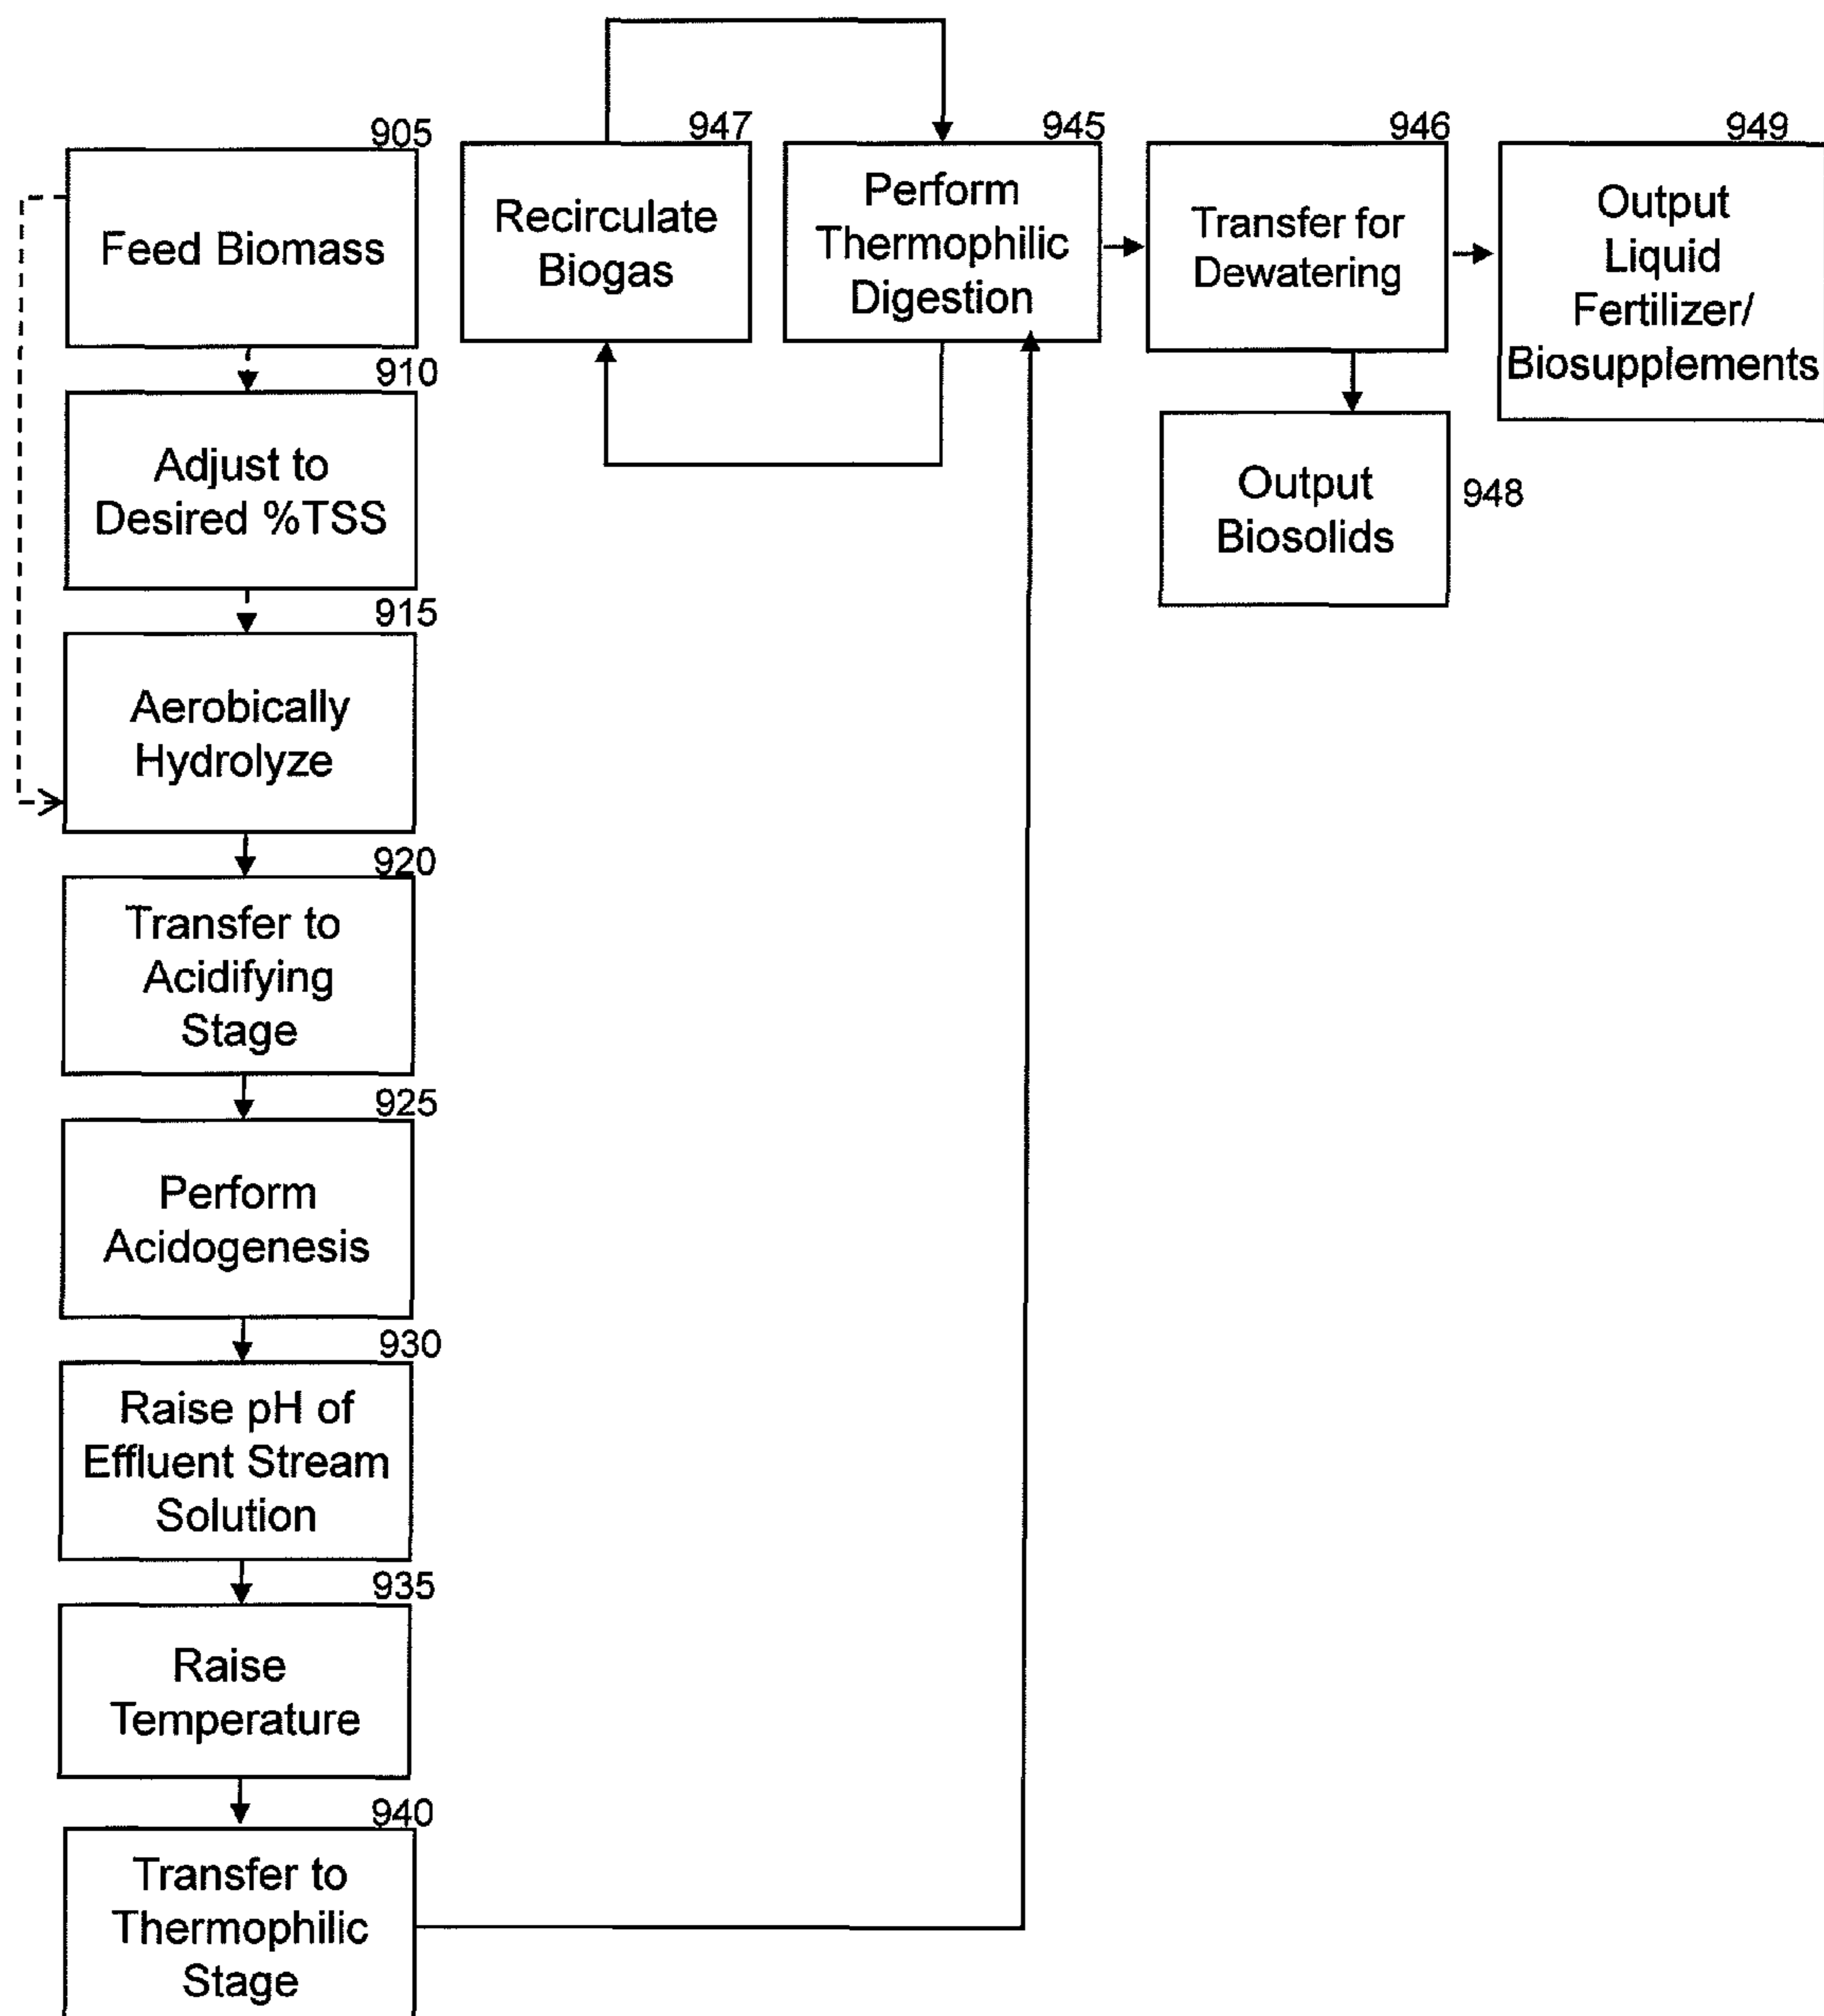 905
Feed Biomass
910
Adjust to
Desired %TSS
915
Aerobically
Hydrolyze
920
Transfer to
Acidifying
Stage
925
Perform
Acidogenesis
930
Raise pH of
Effluent Stream
Solution
935
Raise
Temperature
940
Transfer to
Thermophilic
Stage
947
Recirculate
Biogas
945
Perform
Thermophilic
Digestion
946
Transfer for
Dewatering
948
Output
Biosolids
949
Output
Liquid
Fertilizer/
Biosupplements